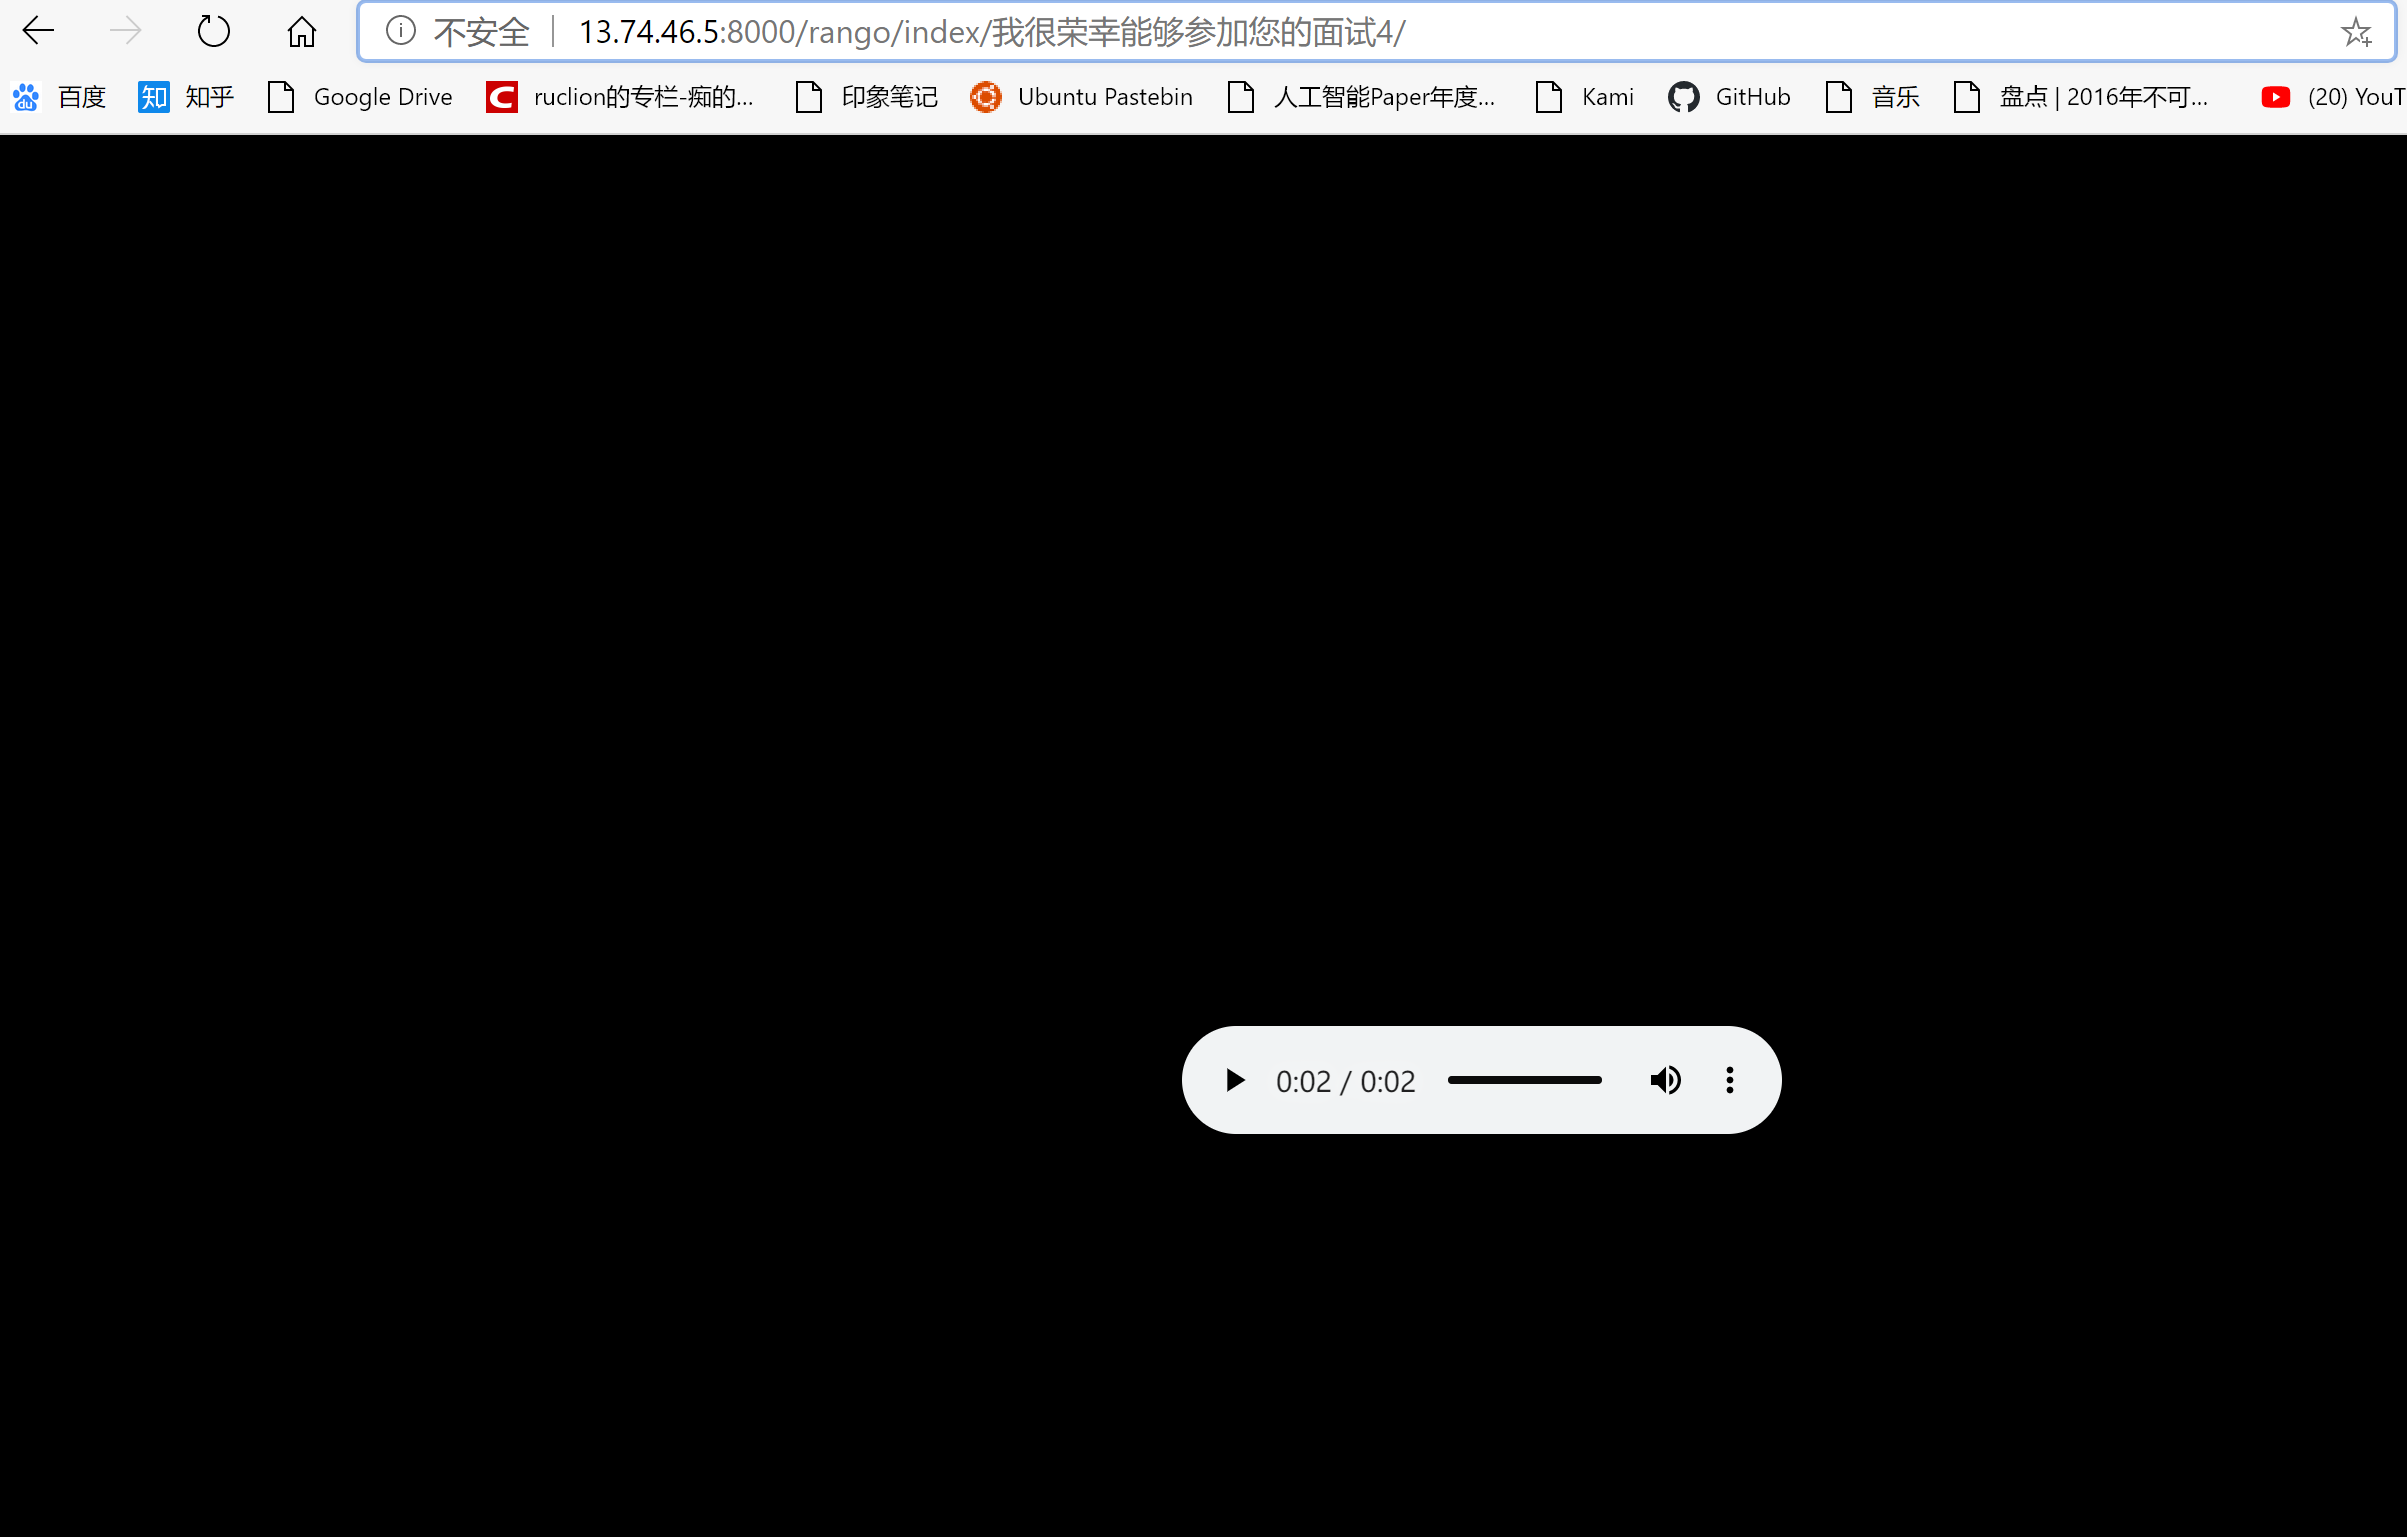 不安全 13.74.46.5:8000/rango/index/我很荣幸能够参加您的面试4/
du 百度 知 知乎 Google Drive C ruclion的专栏-痴的... 印象笔记 Ubuntu Pastebin 人工智能Paper年度... Kami GitHub 音乐 盘点 | 2016年不可... (20) YouT
0:02 / 0:02